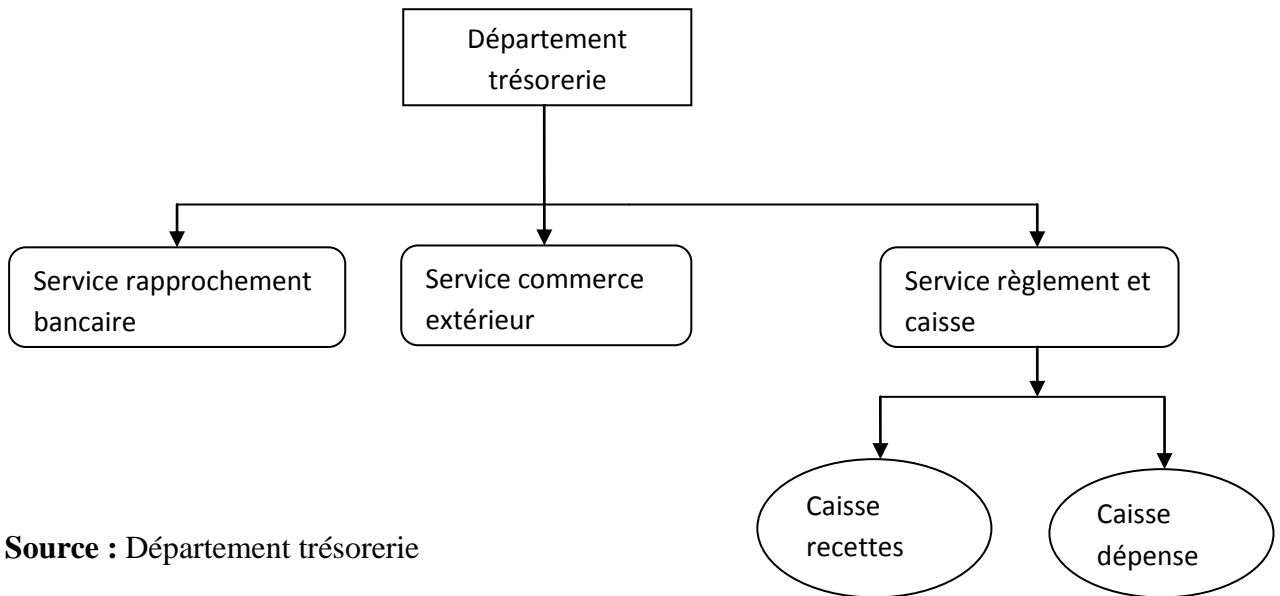 Département
trésorerie
Service rapprochement
bancaire
Service commerce
extérieur
Service règlement et
caisse
Caisse
recettes
Caisse
dépense
Source : Département trésorerie